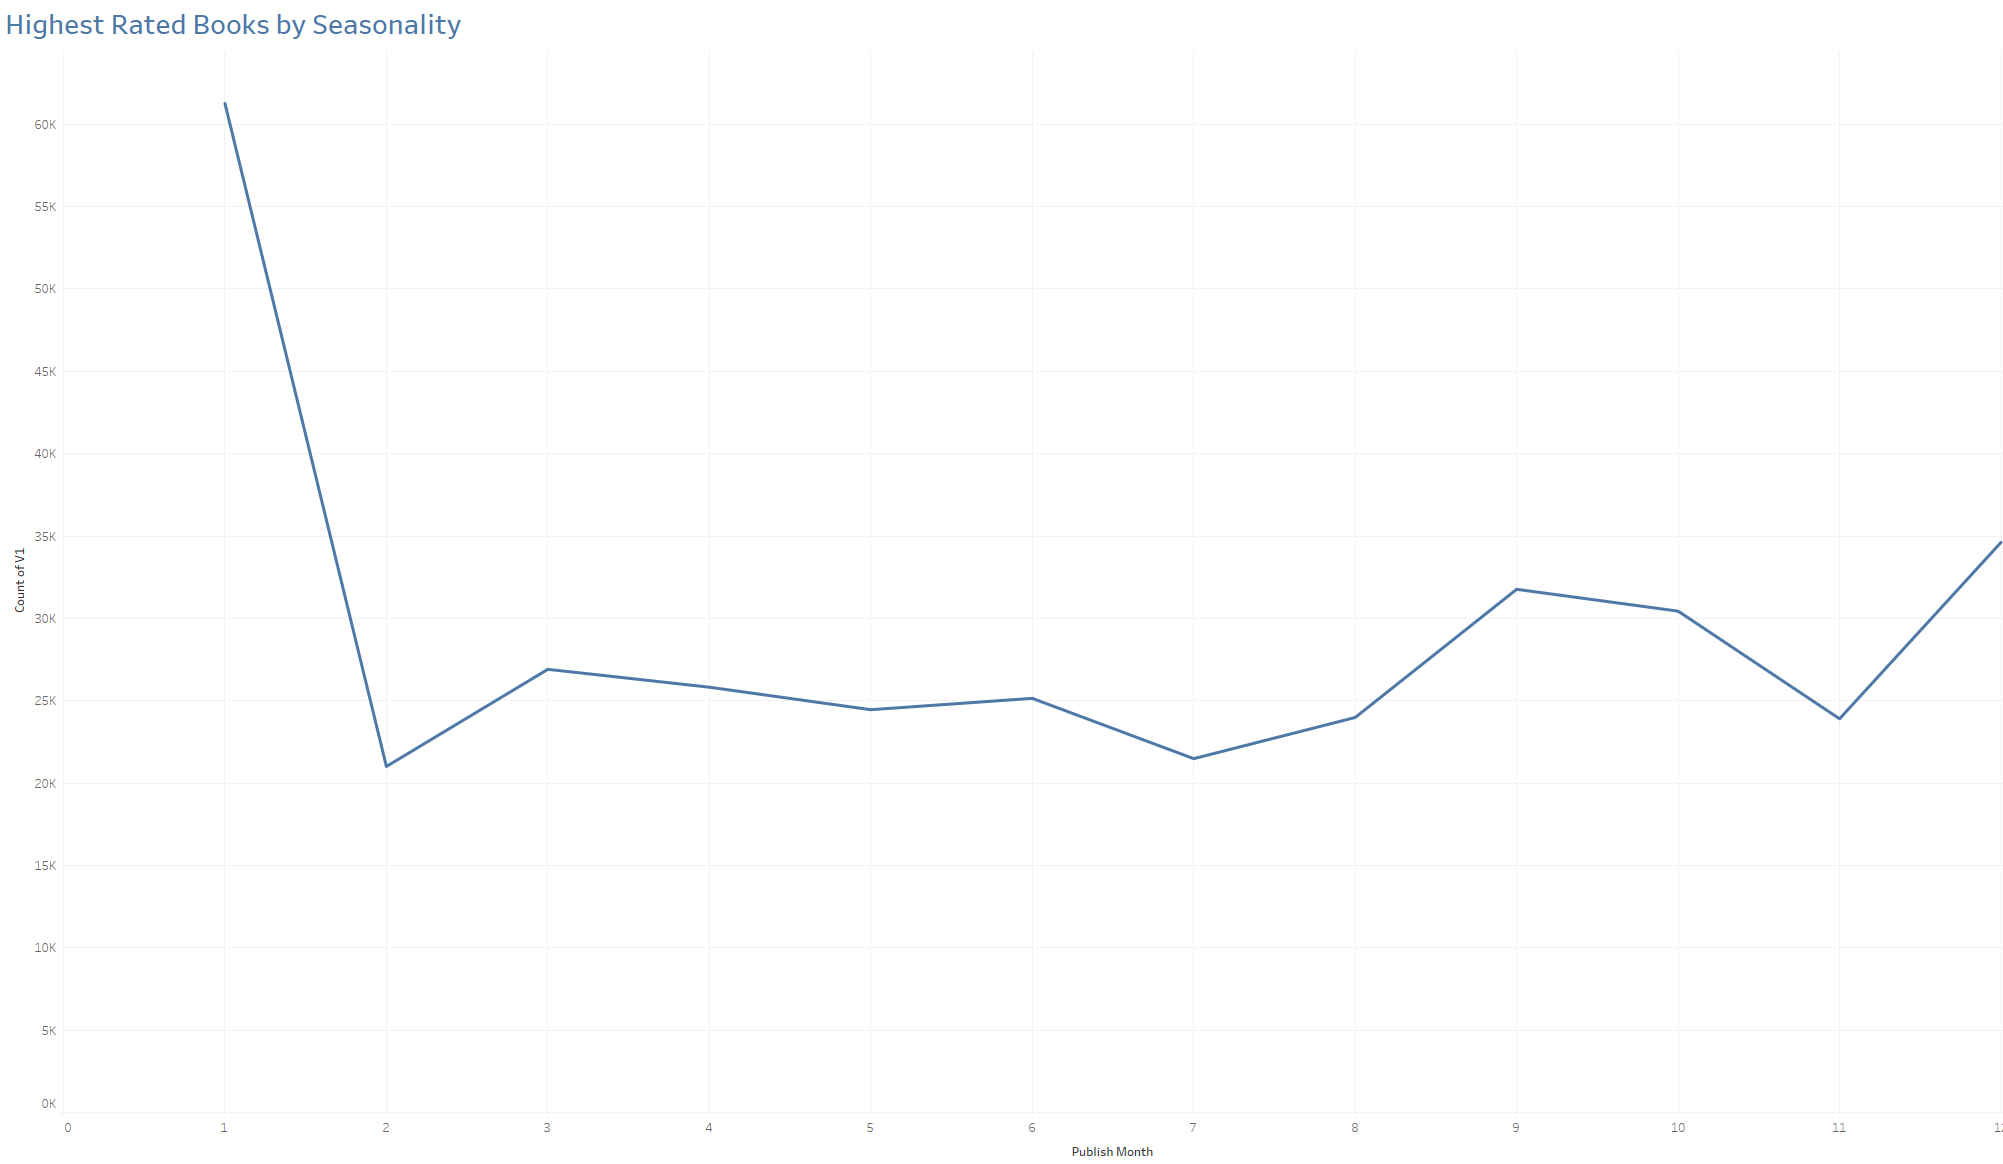 Highest Rated Books by Seasonality
60K
55K
50K
45K
40K
35K
30K
25K
20K
15K
10K
5K
0K
Count of V1
0 1 2 3 4 5 6 7 8 9 10 11 12
Publish Month